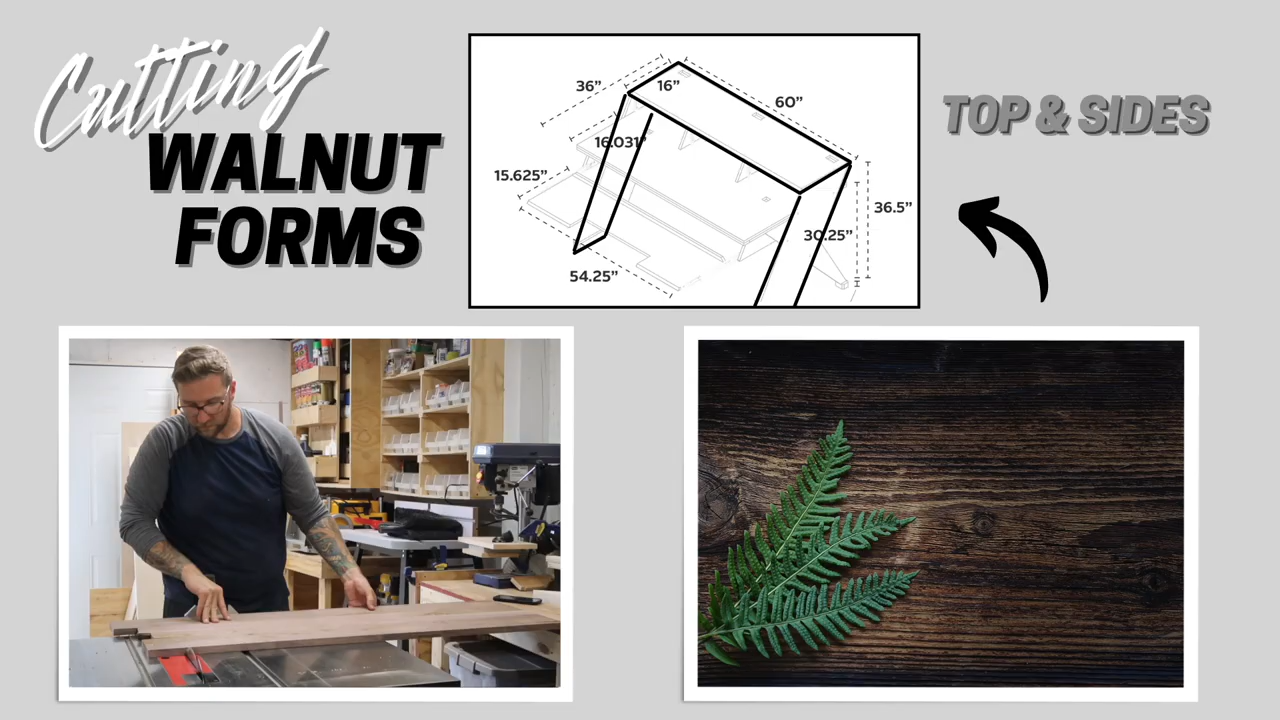 Cutting
WALNUT
FORMS
36”
16”
60”
16.031”
15.625”
36.5”
30.25”
54.25”
TOP & SIDES